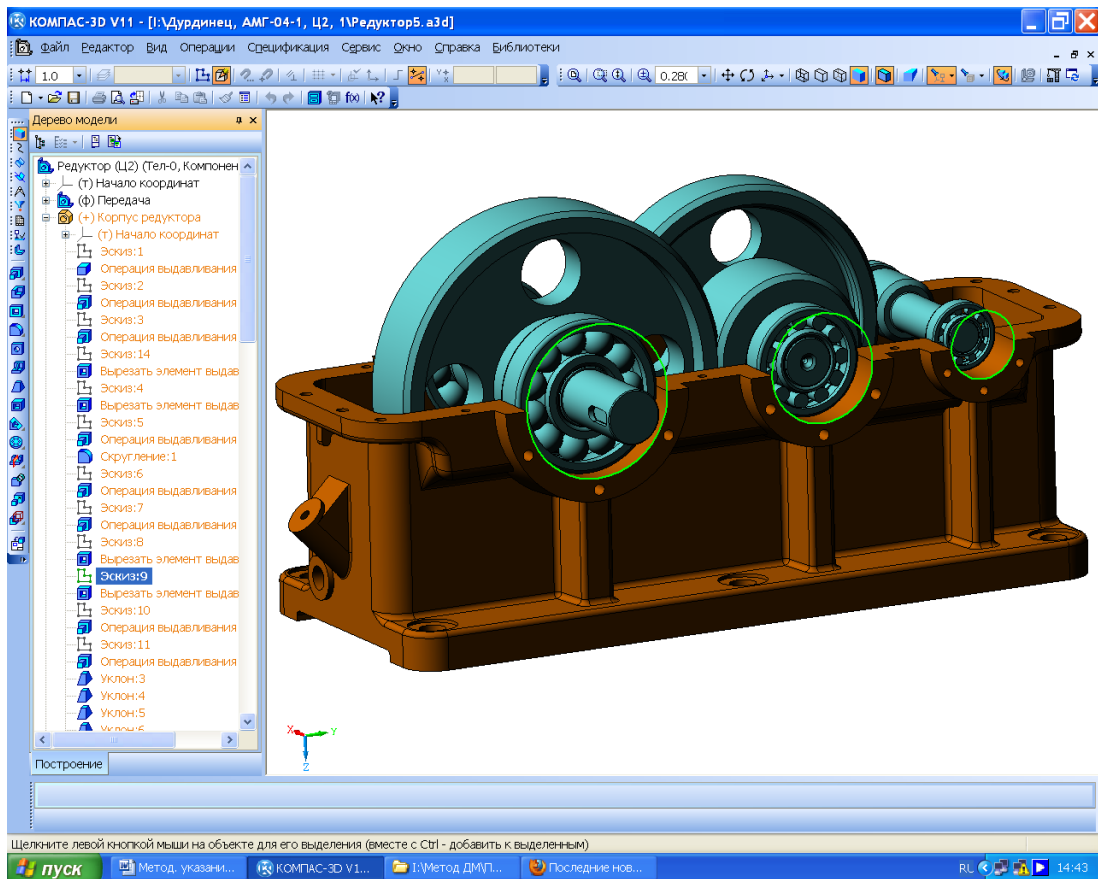 КОМПАС-3D V11 - [I:\Дурдинец, АМГ-04-1, Ц2, 1\Редуктор5.a3d]
Файл Редактор Вид Операции Спецификация Сервис Окно Справка Библиотеки
1.0 0.28(
Дерево модели
Редуктор (Ц2) (Тел-0, Компонен
(т) Начало координат
(ф) Передача
(+) Корпус редуктора
(т) Начало координат
Эскиз:1
Операция выдавливания
Эскиз:2
Операция выдавливания
Эскиз:3
Операция выдавливания
Эскиз:14
Вырезать элемент выдав
Эскиз:4
Вырезать элемент выдав
Эскиз:5
Операция выдавливания
Скругление:1
Эскиз:6
Операция выдавливания
Эскиз:7
Операция выдавливания
Эскиз:8
Вырезать элемент выдав
Эскиз:9
Вырезать элемент выдав
Эскиз:10
Операция выдавливания
Эскиз:11
Операция выдавливания
Уклон:3
Уклон:4
Уклон:5
Уклон:6
X Y
Z
Построение
Щелкните левой кнопкой мыши на объекте для его выделения (вместе с Ctrl - добавить к выделенным)
пуск Метод. указани... КОМПАС-3D V1... I:\Метод ДМ\П... Последние нов... RU 14:43